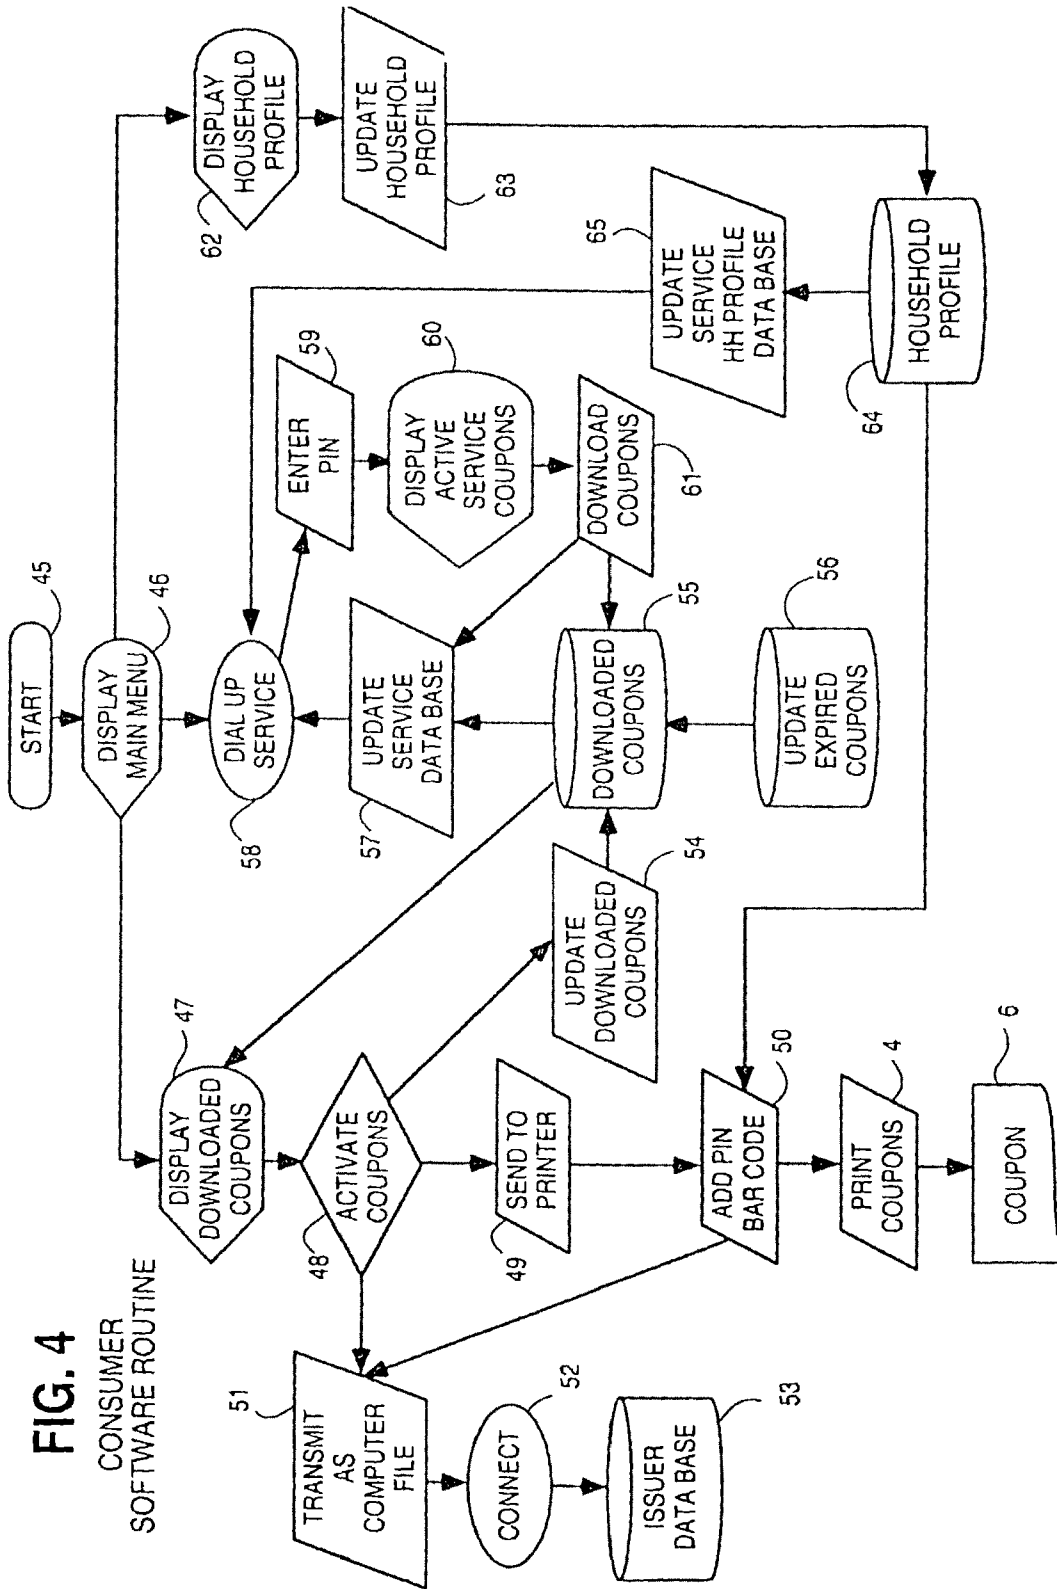 FIG. 4
CONSUMER
SOFTWARE ROUTINE
START
45
DISPLAY
MAIN MENU
46
DISPLAY
DOWNLOADED
COUPONS
47
ACTIVATE
COUPONS
48
SEND TO
PRINTER
49
ADD PIN
BAR CODE
50
PRINT
COUPONS
4
COUPON
6
TRANSMIT
AS
COMPUTER
FILE
51
CONNECT
52
ISSUER
DATA BASE
53
UPDATE
DOWNLOADED
COUPONS
54
DOWNLOADED
COUPONS
55
UPDATE
EXPIRED
COUPONS
56
UPDATE
SERVICE
DATA BASE
57
DIAL UP
SERVICE
58
ENTER
PIN
59
DISPLAY
ACTIVE
SERVICE
COUPONS
60
DOWNLOAD
COUPONS
61
DISPLAY
HOUSEHOLD
PROFILE
62
UPDATE
HOUSEHOLD
PROFILE
63
HOUSEHOLD
PROFILE
64
UPDATE
SERVICE
HH PROFILE
DATA BASE
65